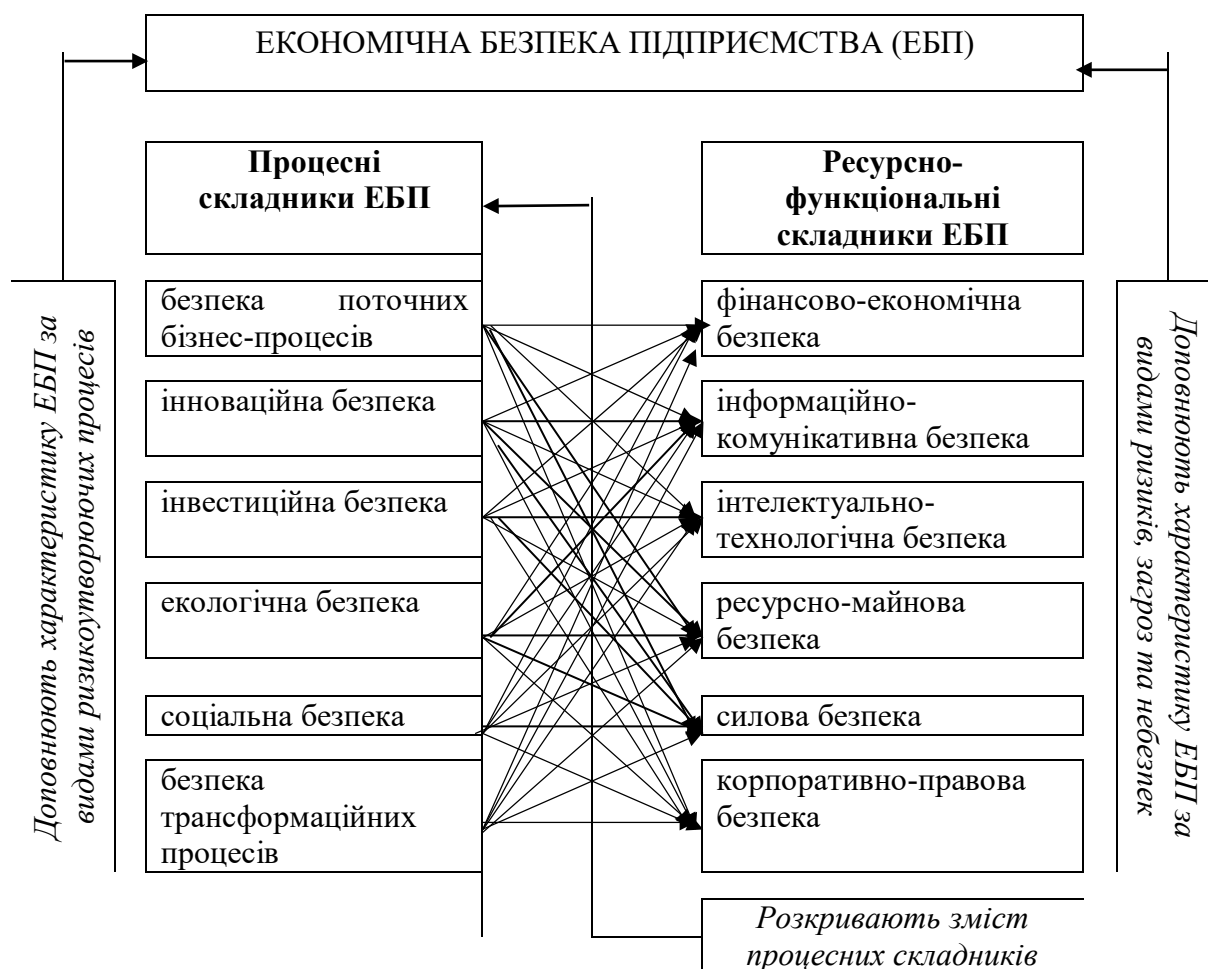 ЕКОНОМІЧНА БЕЗПЕКА ПІДПРИЄМСТВА (ЕБП)
Процесні
складники ЕБП
Ресурсно-
функціональні
складники ЕБП
Доповнюють характеристику ЕБП за
видами ризикоутворюючих процесів
безпека поточних
бізнес-процесів
інноваційна безпека
інвестиційна безпека
екологічна безпека
соціальна безпека
безпека
трансформаційних
процесів
фінансово-економічна
безпека
інформаційно-
комунікативна безпека
інтелектуально-
технологічна безпека
ресурсно-майнова
безпека
силова безпека
корпоративно-правова
безпека
Доповнюють характеристику ЕБП за
видами ризиків, загроз та небезпек
Розкривають зміст
процесних складників